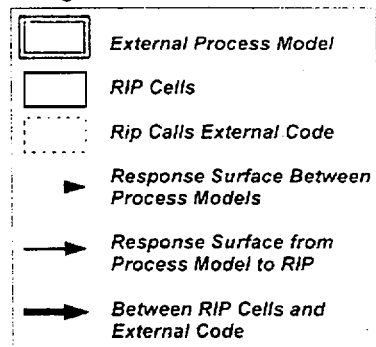 External Process Model
RIP Cells
Rip Calls External Code
Response Surface Between
Process Models
Response Surface from
Process Model to RIP
Between RIP Cells and
External Code